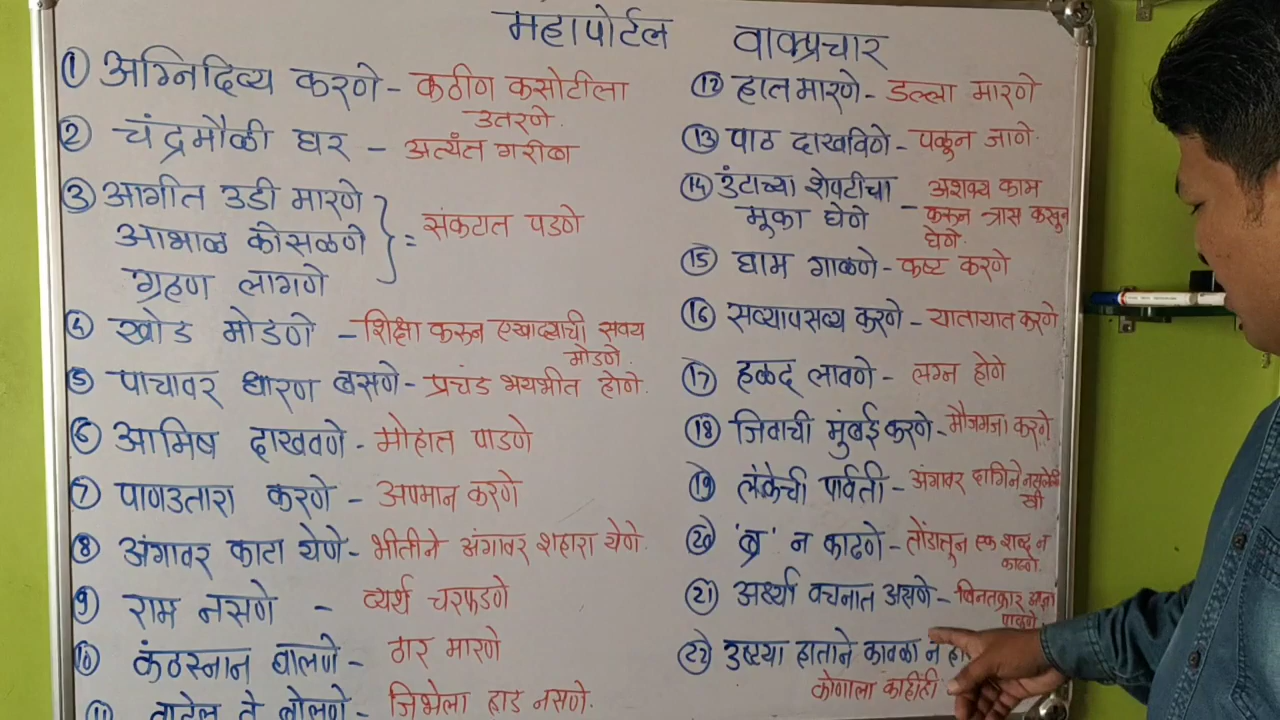 महापोर्टल वाक्प्रचार
① अग्निदिव्य करणे - कठीण कसोटीला
उतरणे.
② चंद्रमौळी घर - अत्यंत गरीब
③ आगीत उडी मारणे
आभाळ कोसळणे } = संकटात पडणे
ग्रहण लागणे
④ खोड मोडणे - शिक्षा करुन एखाद्याची सवय
मोडणे.
⑤ पाचावर धारण बसणे - प्रचंड भयभीत होणे.
⑥ आमिष दाखवणे - मोहात पाडणे
⑦ पाणउतारा करणे - अपमान करणे
⑧ अंगावर काटा येणे - भीतीने अंगावर शहारा येणे.
⑨ राम नसणे - व्यर्थ चरफडणे
⑩ कंठस्नान घालणे - ठार मारणे
⑪ वाटेल ते बोलणे - जिभेला हाड नसणे.
⑫ हात मारणे - डल्ला मारणे
⑬ पाठ दाखविणे - पळून जाणे.
⑭ उंटाच्या शेपटीचा - अशक्य काम
मूका घेणे करून त्रास करून
घेणे.
⑮ घाम गाळणे - कष्ट करणे
⑯ सव्यापसव्य करणे - यातायात करणे
⑰ हळद लावणे - लग्न होणे
⑱ जिवाची मुंबई करणे - मौजमजा करणे
⑲ लंकेची पार्वती - अंगावर दागिने नसलेली
स्त्री
⑳ 'ब्र' न काढणे - तोंडातून एक शब्द न
काढणे.
㉑ अर्ध्या वचनात असणे -
㉒ उष्ट्या हाताने कावळा न
कोणाला काहीही